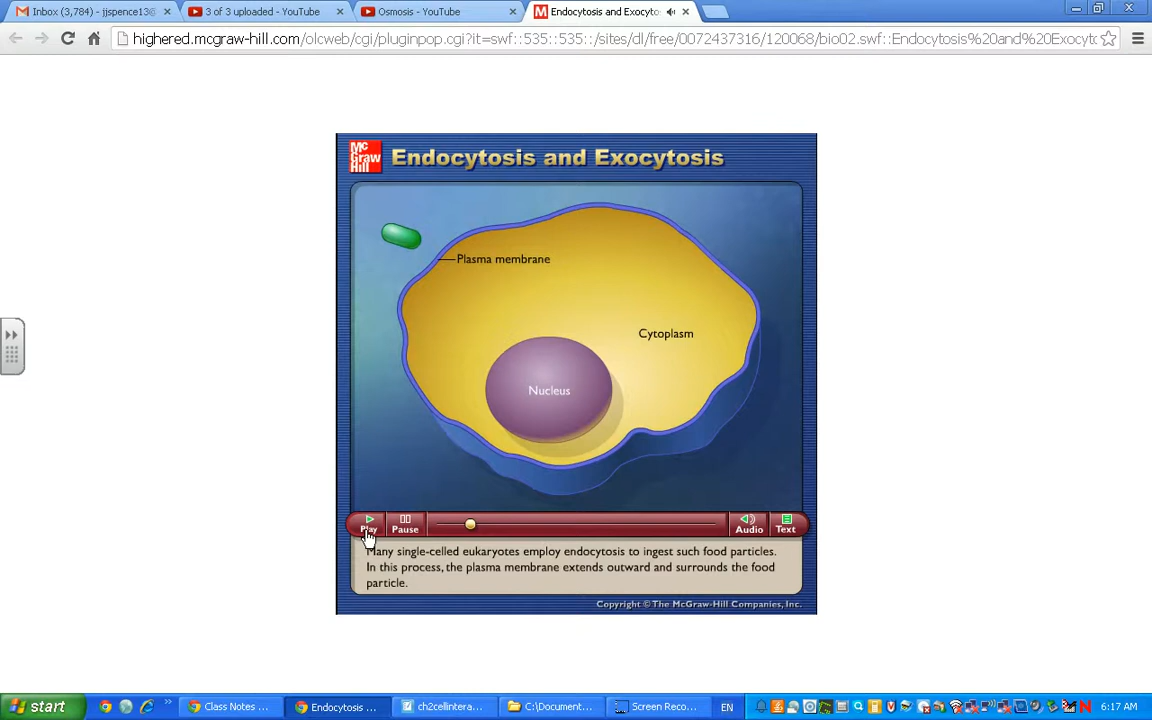 Inbox (3,784) - jjspence13@
3 of 3 uploaded - YouTube
Osmosis - YouTube
Endocytosis and Exocyto
highered.mcgraw-hill.com/olcweb/cgi/pluginpop.cgi?it=swf::535::535::/sites/dl/free/0072437316/120068/bio02.swf::Endocytosis%20and%20Exocyto
Mc Graw Hill
Endocytosis and Exocytosis
Plasma membrane
Cytoplasm
Nucleus
Play
Pause
Audio
Text
Many single-celled eukaryotes employ endocytosis to ingest such food particles.
In this process, the plasma membrane extends outward and surrounds the food
particle.
Copyright © The McGraw-Hill Companies, Inc.
start
Class Notes ...
Endocytosis ...
ch2cellintera...
C:\Document...
Screen Reco...
EN
6:17 AM